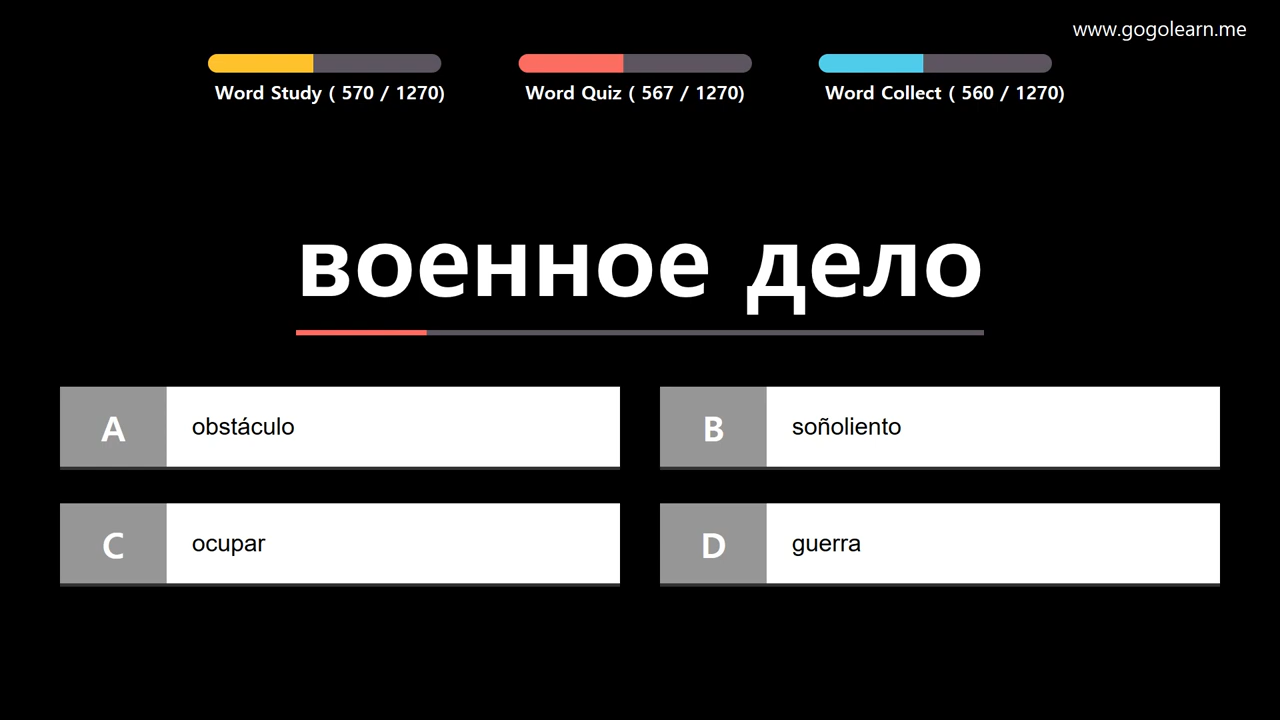 www.gogolearn.me
Word Study ( 570 / 1270)
Word Quiz ( 567 / 1270)
Word Collect ( 560 / 1270)
военное дело
A obstáculo
B soñoliento
C ocupar
D guerra